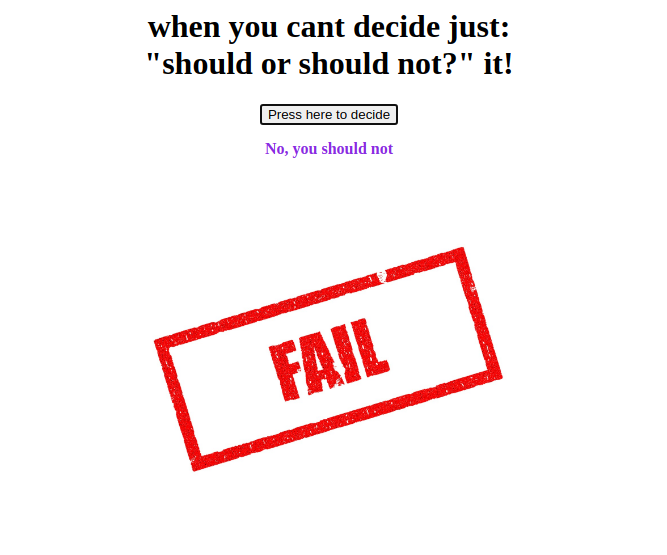 when you cant decide just:
"should or should not?" it!
Press here to decide
No, you should not
FAIL